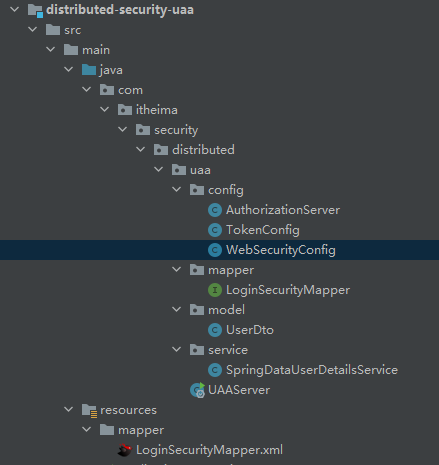 distributed-security-uaa
src
main
java
com
itheima
security
distributed
uaa
config
AuthorizationServer
TokenConfig
WebSecurityConfig
mapper
LoginSecurityMapper
model
UserDto
service
SpringDataUserDetailsService
UAAServer
resources
mapper
LoginSecurityMapper.xml